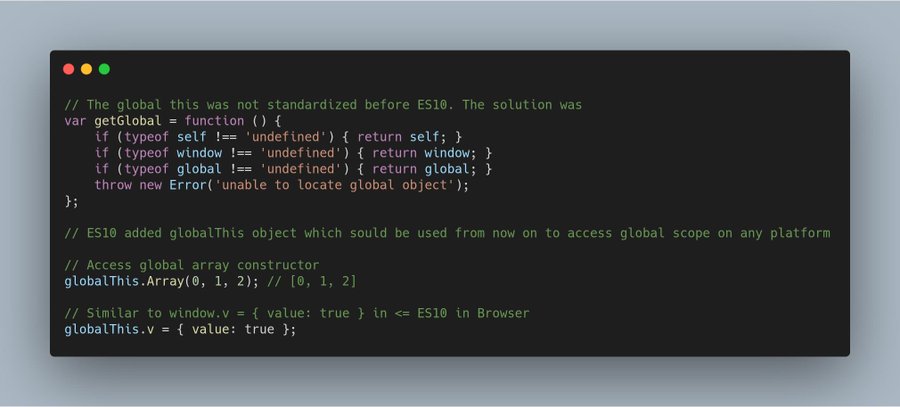 // The global this was not standardized before ES10. The solution was
var getGlobal = function () {
    if (typeof self !== 'undefined') { return self; }
    if (typeof window !== 'undefined') { return window; }
    if (typeof global !== 'undefined') { return global; }
    throw new Error('unable to locate global object');
};
// ES10 added globalThis object which sould be used from now on to access global scope on any platform
// Access global array constructor
globalThis.Array(0, 1, 2); // [0, 1, 2]
// Similar to window.v = { value: true } in <= ES10 in Browser
globalThis.v = { value: true };